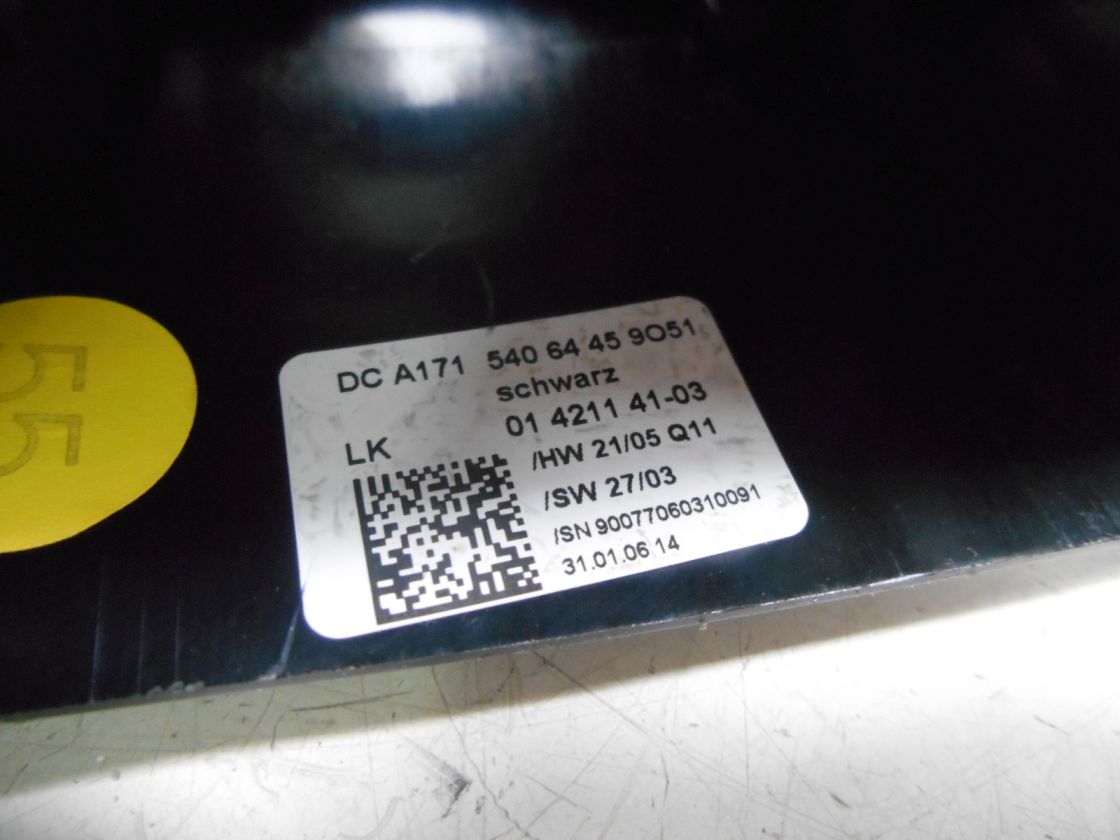 DC A171 540 64 45 9O51
schwarz
01 4211 41-03
LK
/HW 21/05 Q11
/SW 27/03
/SN 90077060310091
31.01.06 14
55